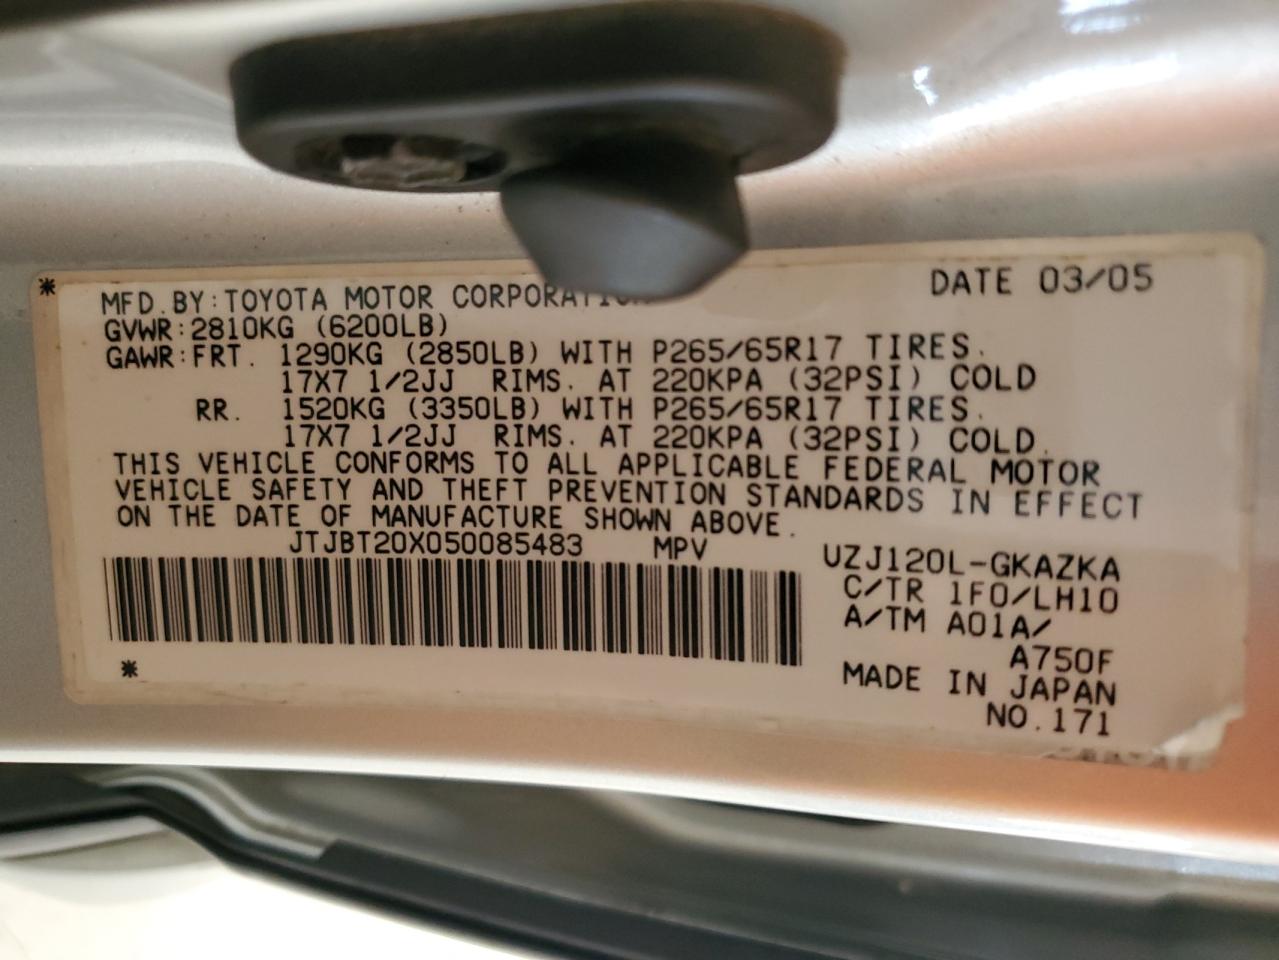 * DATE 03/05
MFD. BY: TOYOTA MOTOR CORPORATION
GVWR: 2810KG (6200LB)
GAWR: FRT. 1290KG (2850LB) WITH P265/65R17 TIRES.
17X7 1/2JJ RIMS. AT 220KPA (32PSI) COLD
RR. 1520KG (3350LB) WITH P265/65R17 TIRES.
17X7 1/2JJ RIMS. AT 220KPA (32PSI) COLD.
THIS VEHICLE CONFORMS TO ALL APPLICABLE FEDERAL MOTOR
VEHICLE SAFETY AND THEFT PREVENTION STANDARDS IN EFFECT
ON THE DATE OF MANUFACTURE SHOWN ABOVE.
JTJBT20X050085483 MPV
UZJ120L-GKAZKA
C/TR 1F0/LH10
A/TM A01A/
A750F
* MADE IN JAPAN
NO.171